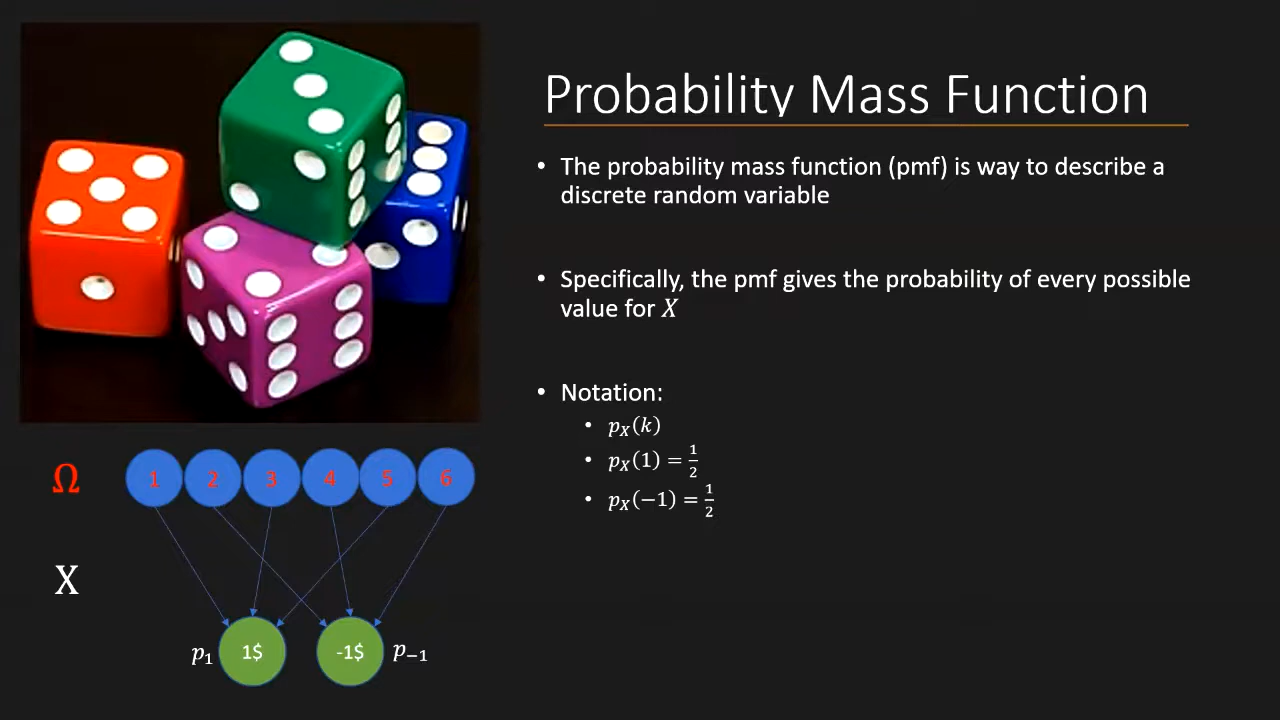 Probability Mass Function
• The probability mass function (pmf) is way to describe a
discrete random variable
• Specifically, the pmf gives the probability of every possible
value for X
• Notation:
• p_X(k)
• p_X(1) = 1/2
• p_X(−1) = 1/2
Ω 1 2 3 4 5 6
X
p_1 1$ -1$ p_−1